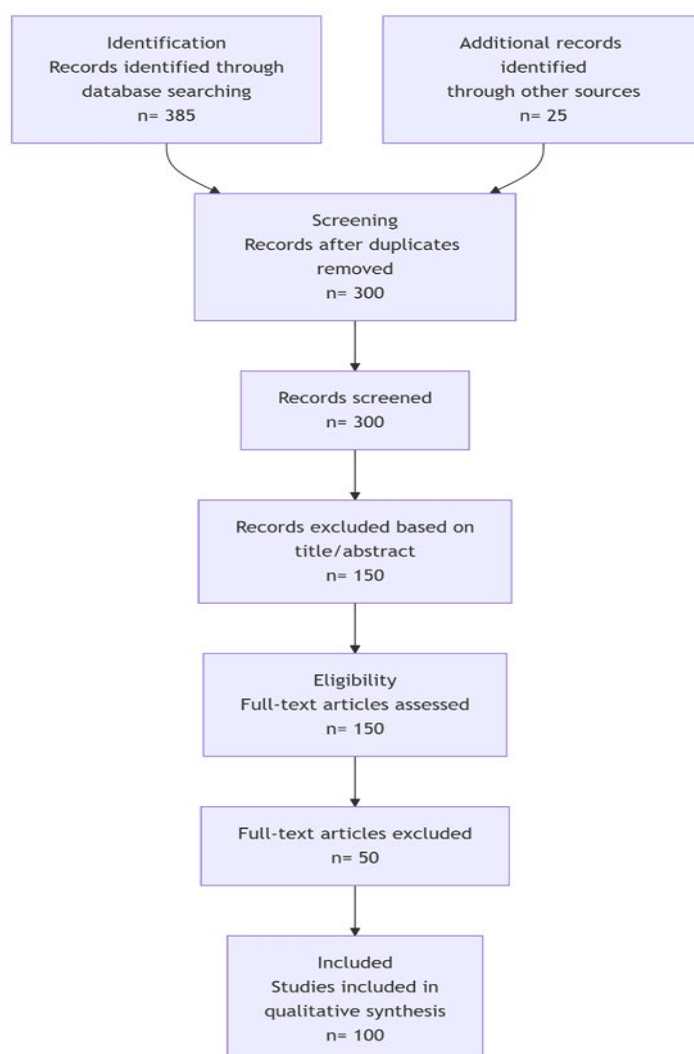 Identification
Records identified through
database searching
n= 385
Additional records
identified
through other sources
n= 25
Screening
Records after duplicates
removed
n= 300
Records screened
n= 300
Records excluded based on
title/abstract
n= 150
Eligibility
Full-text articles assessed
n= 150
Full-text articles excluded
n= 50
Included
Studies included in
qualitative synthesis
n= 100